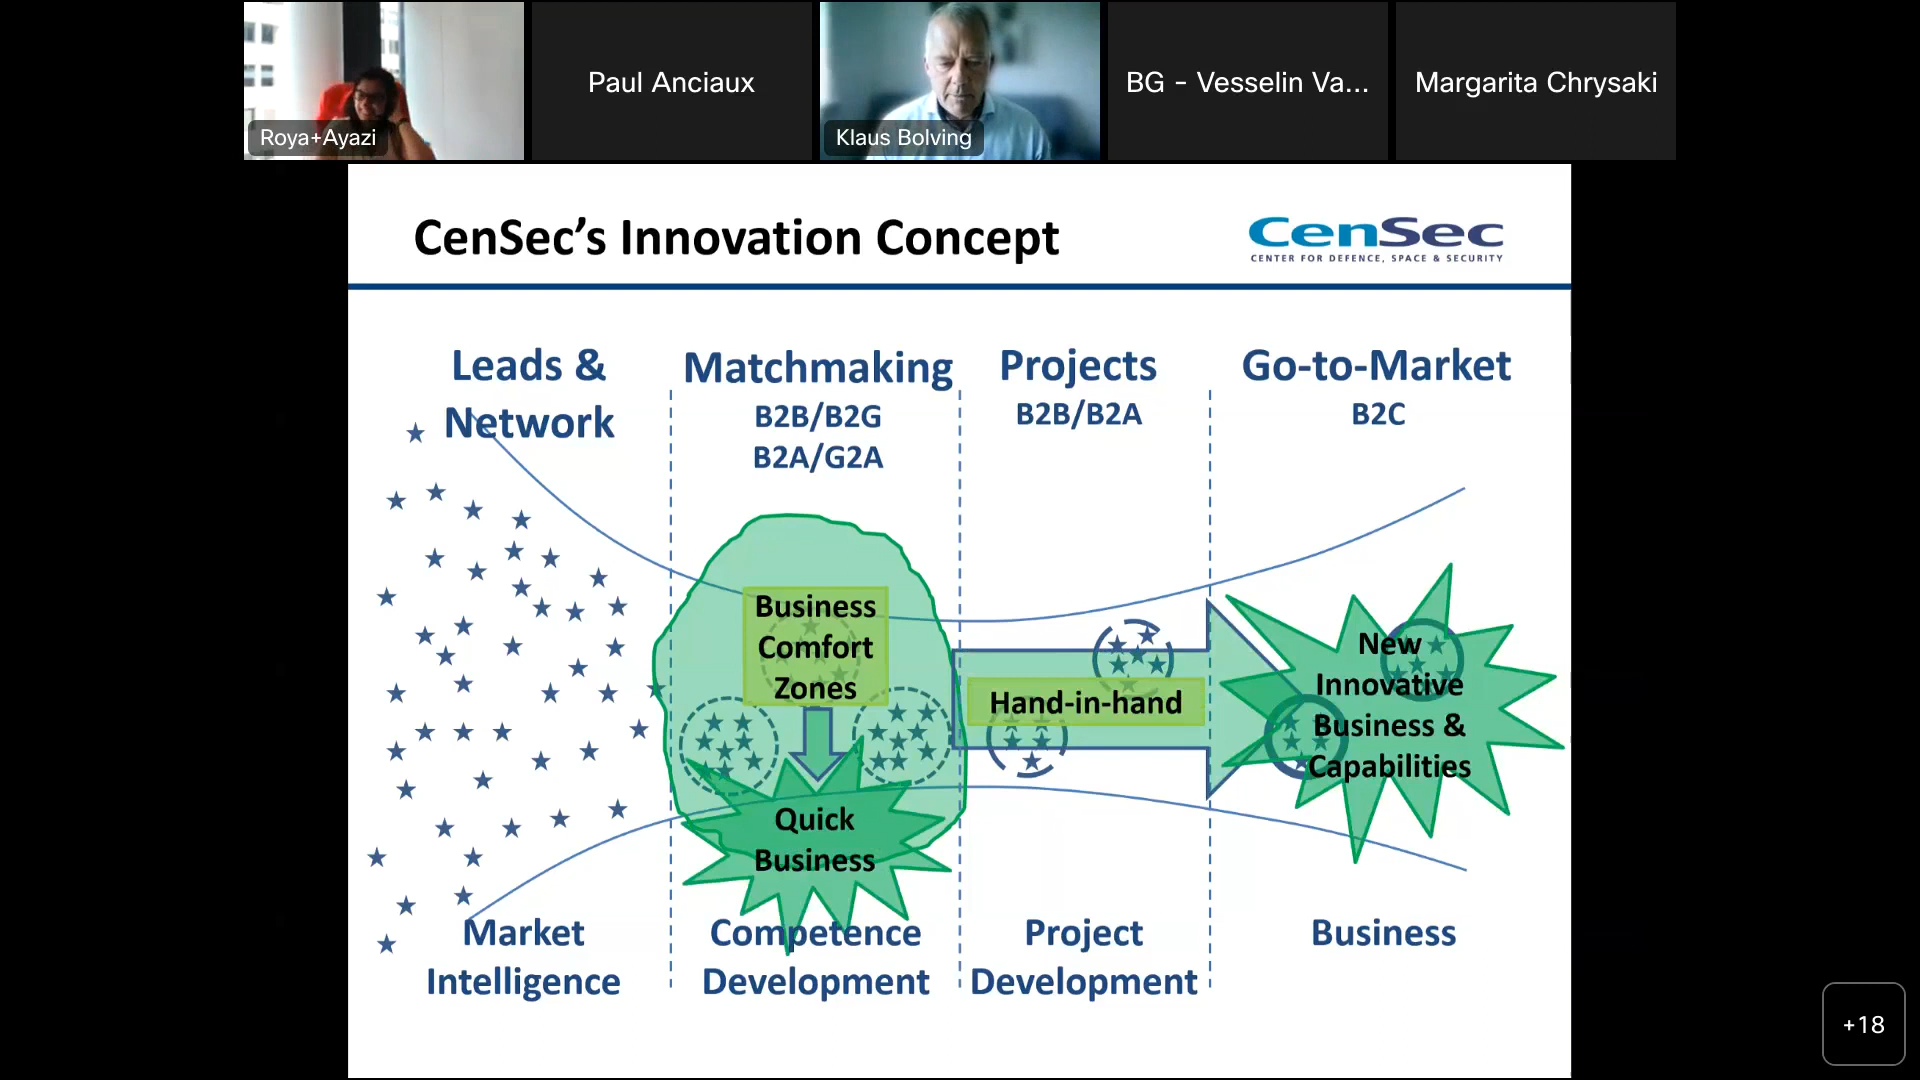 Roya+Ayazi
Paul Anciaux
Klaus Bolving
BG - Vesselin Va...
Margarita Chrysaki
CenSec's Innovation Concept
CenSec
CENTER FOR DEFENCE, SPACE & SECURITY
Leads &
Network
Matchmaking
B2B/B2G
B2A/G2A
Projects
B2B/B2A
Go-to-Market
B2C
Business
Comfort
Zones
Hand-in-hand
New
Innovative
Business &
Capabilities
Quick
Business
Market
Intelligence
Competence
Development
Project
Development
Business
+18